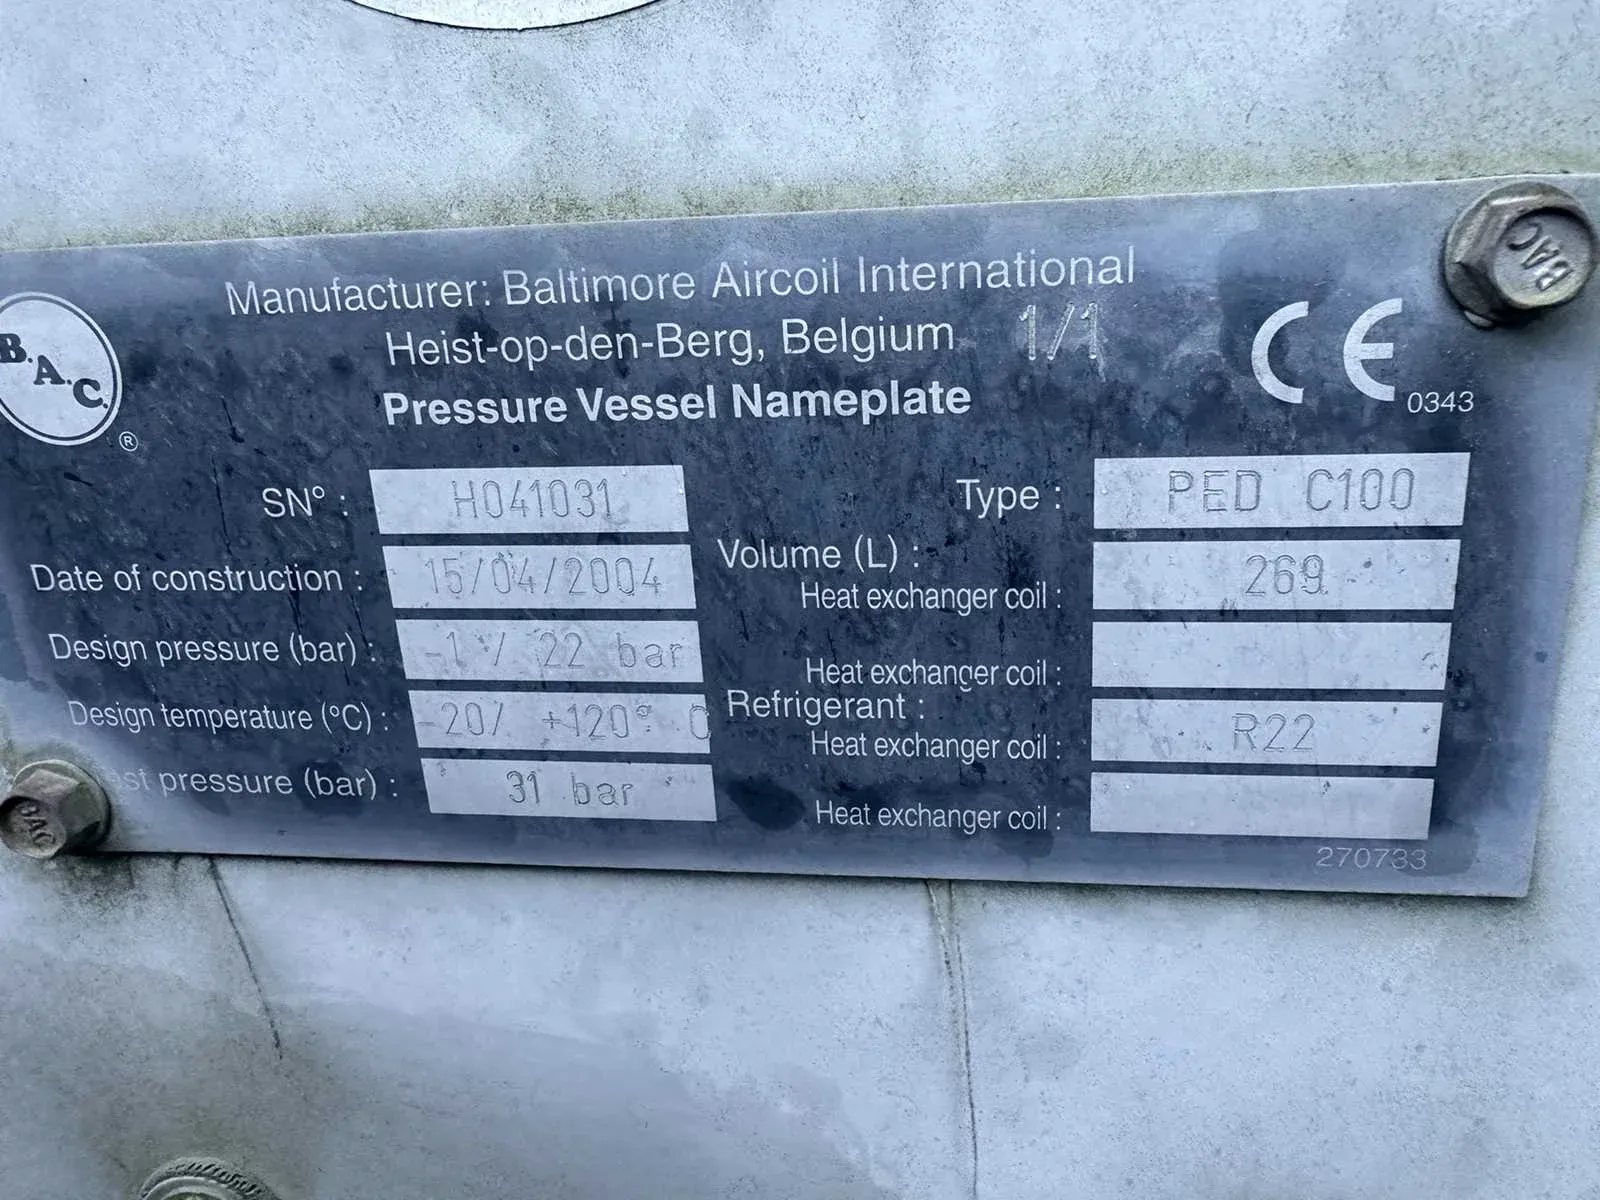 Manufacturer: Baltimore Aircoil International
Heist-op-den-Berg, Belgium 1/1
Pressure Vessel Nameplate
B.A.C. ®
CE 0343
SN° : H041031
Date of construction : 15/04/2004
Design pressure (bar) : -1 / 22 bar
Design temperature (°C) : -20/ +120° C
pressure (bar) : 31 bar
Type : PED C100
Volume (L) :
Heat exchanger coil : 269
Heat exchanger coil :
Refrigerant :
Heat exchanger coil : R22
Heat exchanger coil :
270733
BAC
BAC